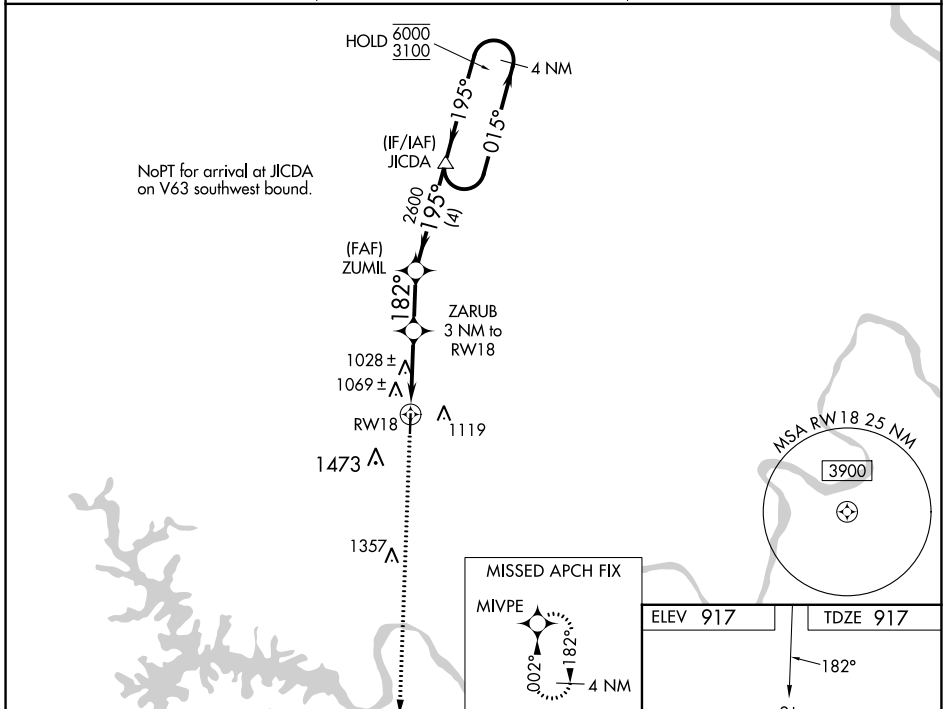 HOLD 6000
3100
4 NM
195°
015°
(IF/IAF)
JICDA
NoPT for arrival at JICDA
on V63 southwest bound.
2600
195°
(4)
(FAF)
ZUMIL
182°
ZARUB
3 NM to
RW18
1028 ±
1069 ±
RW18
1119
1473
MSA RW18 25 NM
3900
1357
MISSED APCH FIX
MIVPE
002°
182°
4 NM
ELEV 917
TDZE 917
182°